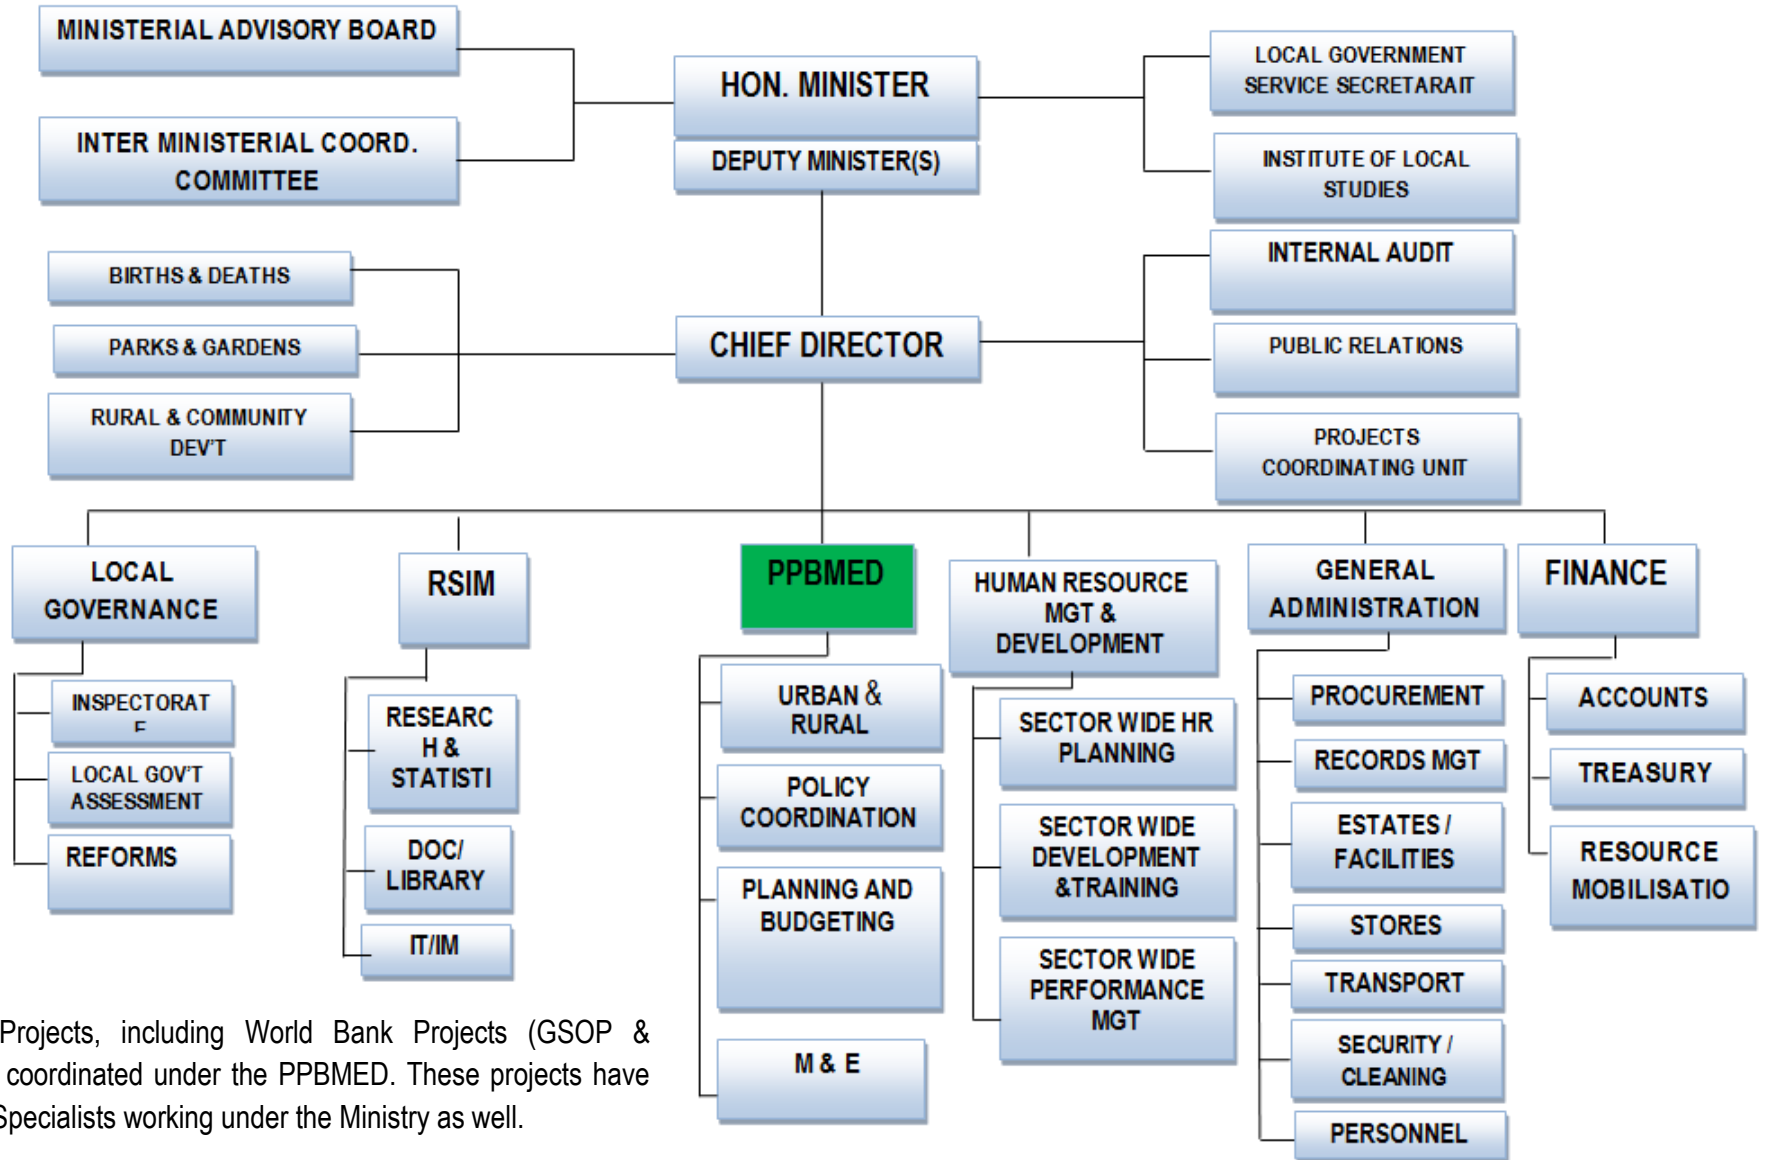 MINISTERIAL ADVISORY BOARD
INTER MINISTERIAL COORD.
COMMITTEE
HON. MINISTER
DEPUTY MINISTER(S)
LOCAL GOVERNMENT
SERVICE SECRETARAIT
INSTITUTE OF LOCAL
STUDIES
BIRTHS & DEATHS
PARKS & GARDENS
RURAL & COMMUNITY
DEV'T
CHIEF DIRECTOR
INTERNAL AUDIT
PUBLIC RELATIONS
PROJECTS
COORDINATING UNIT
LOCAL
GOVERNANCE
INSPECTORAT
E
LOCAL GOV'T
ASSESSMENT
REFORMS
RSIM
RESEARC
H &
STATISTI
DOC/
LIBRARY
IT/IM
PPBMED
URBAN &
RURAL
POLICY
COORDINATION
PLANNING AND
BUDGETING
M & E
HUMAN RESOURCE
MGT &
DEVELOPMENT
SECTOR WIDE HR
PLANNING
SECTOR WIDE
DEVELOPMENT
&TRAINING
SECTOR WIDE
PERFORMANCE
MGT
GENERAL
ADMINISTRATION
PROCUREMENT
RECORDS MGT
ESTATES /
FACILITIES
STORES
TRANSPORT
SECURITY /
CLEANING
PERSONNEL
FINANCE
ACCOUNTS
TREASURY
RESOURCE
MOBILISATIO
Projects, including World Bank Projects (GSOP &
coordinated under the PPBMED. These projects have
Specialists working under the Ministry as well.